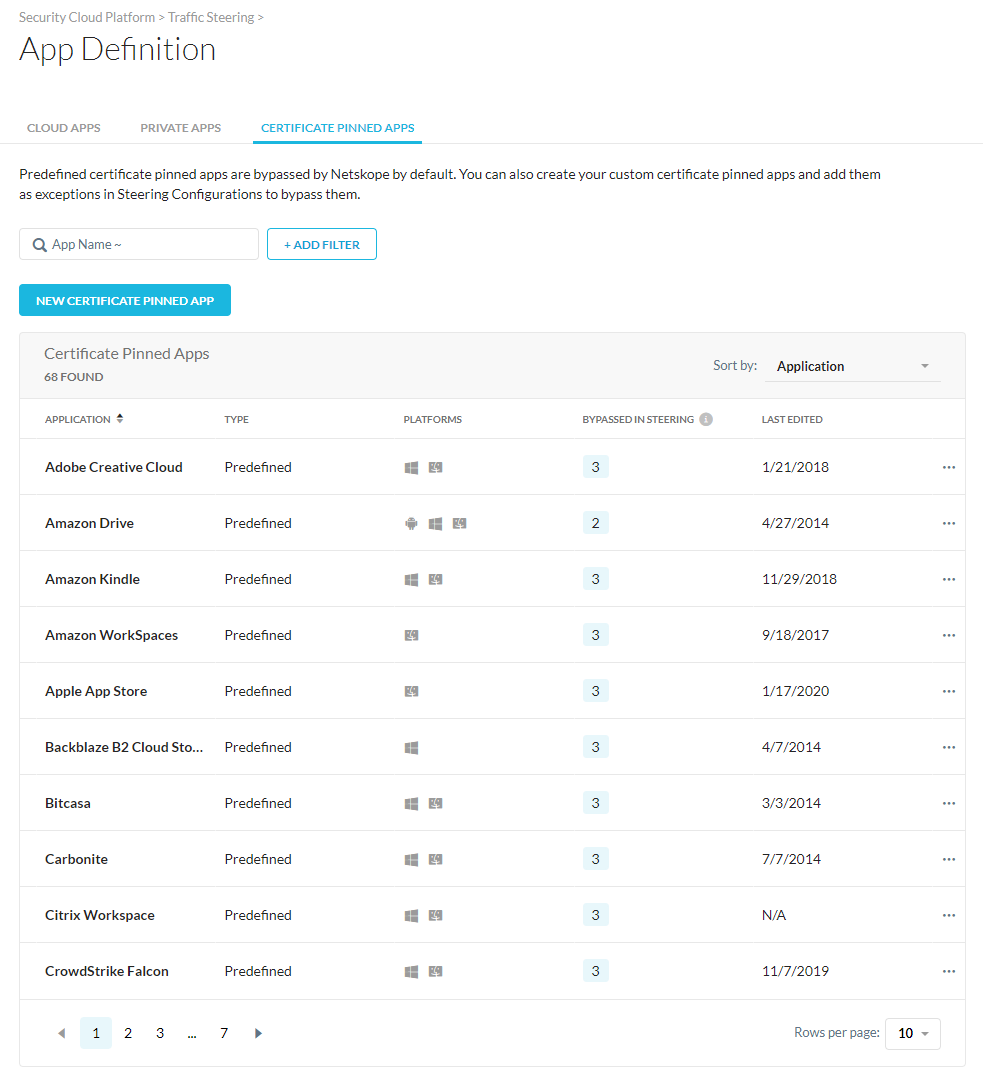 Security Cloud Platform > Traffic Steering >
App Definition
CLOUD APPS PRIVATE APPS CERTIFICATE PINNED APPS
Predefined certificate pinned apps are bypassed by Netskope by default. You can also create your custom certificate pinned apps and add them
as exceptions in Steering Configurations to bypass them.
App Name ~ + ADD FILTER
NEW CERTIFICATE PINNED APP
Certificate Pinned Apps
68 FOUND
Sort by: Application
APPLICATION TYPE PLATFORMS BYPASSED IN STEERING i LAST EDITED
Adobe Creative Cloud Predefined 3 1/21/2018 ...
Amazon Drive Predefined 2 4/27/2014 ...
Amazon Kindle Predefined 3 11/29/2018 ...
Amazon WorkSpaces Predefined 3 9/18/2017 ...
Apple App Store Predefined 3 1/17/2020 ...
Backblaze B2 Cloud Sto... Predefined 3 4/7/2014 ...
Bitcasa Predefined 3 3/3/2014 ...
Carbonite Predefined 3 7/7/2014 ...
Citrix Workspace Predefined 3 N/A ...
CrowdStrike Falcon Predefined 3 11/7/2019 ...
1 2 3 ... 7 Rows per page: 10